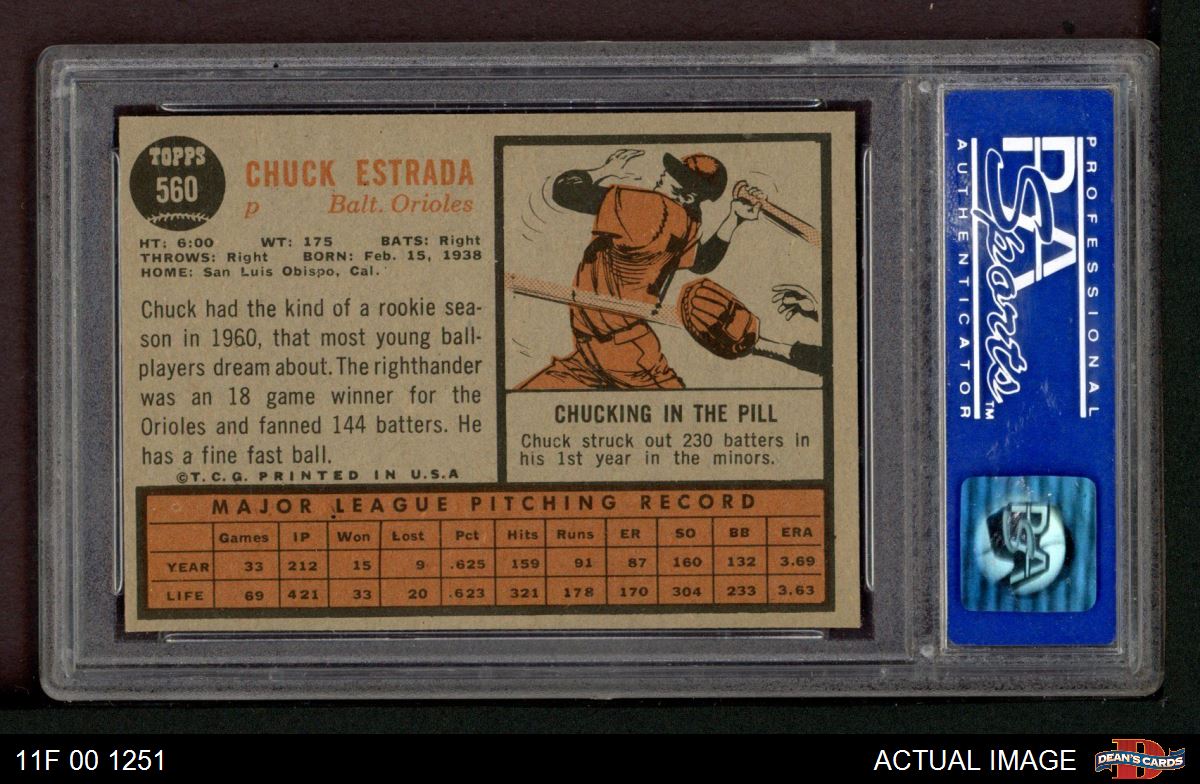 TOPPS
560
CHUCK ESTRADA
p Balt. Orioles
HT: 6:00 WT: 175 BATS: Right
THROWS: Right BORN: Feb. 15, 1938
HOME: San Luis Obispo, Cal.
Chuck had the kind of a rookie sea-
son in 1960, that most young ball-
players dream about. The righthander
was an 18 game winner for the
Orioles and fanned 144 batters. He
has a fine fast ball.
©T.C.G. PRINTED IN U.S.A
CHUCKING IN THE PILL
Chuck struck out 230 batters in
his 1st year in the minors.
MAJOR LEAGUE PITCHING RECORD
Games IP Won Lost Pct Hits Runs ER SO BB ERA
YEAR 33 212 15 9 .625 159 91 87 160 132 3.69
LIFE 69 421 33 20 .623 321 178 170 304 233 3.63
PROFESSIONAL
PSA
Sports™
AUTHENTICATOR
PSA
11F 00 1251
ACTUAL IMAGE
D
DEAN'S CARDS